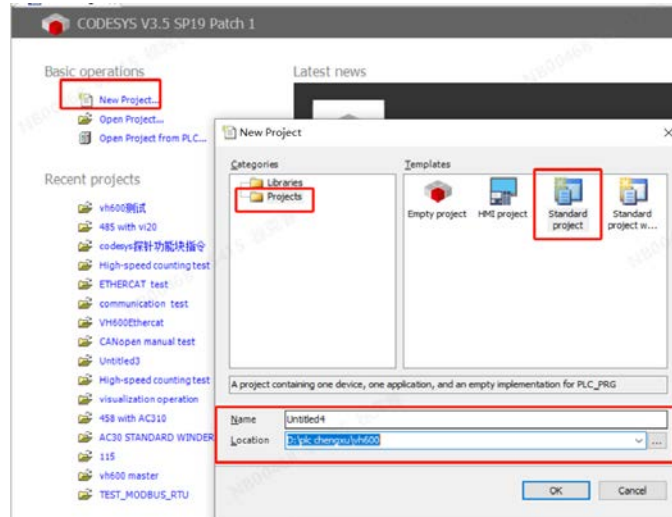 CODESYS V3.5 SP19 Patch 1
Basic operations
New Project...
Open Project...
Open Project from PLC...
Latest news
Recent projects
vh600测试
485 with vi20
codesys探针功能块指令
High-speed counting test
ETHERCAT test
communication test
VH600Ethercat
CANopen manual test
Untitled3
High-speed counting test
visualization operation
458 with AC310
AC30 STANDARD WINDER
115
vh600 master
TEST_MODBUS_RTU
New Project
Categories
Libraries
Projects
Templates
Empty project
HMI project
Standard project
Standard project w...
A project containing one device, one application, and an empty implementation for PLC_PRG
Name
Untitled4
Location
D:\plc chengxu\vh600
...
OK
Cancel